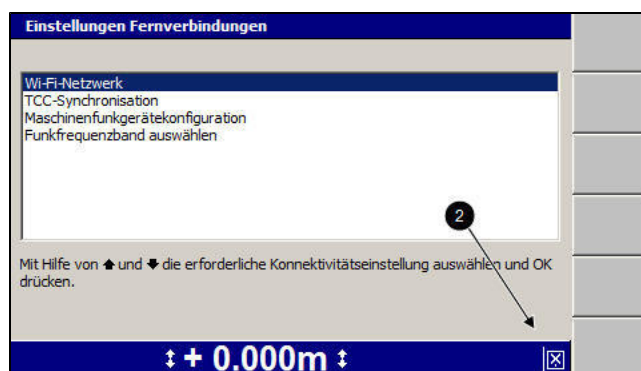 Einstellungen Fernverbindungen
Wi-Fi-Netzwerk
TCC-Synchronisation
Maschinenfunkgerätekonfiguration
Funkfrequenzband auswählen
2
Mit Hilfe von 🡅 und 🡇 die erforderliche Konnektivitätseinstellung auswählen und OK
drücken.
↕ + 0.000m ↕